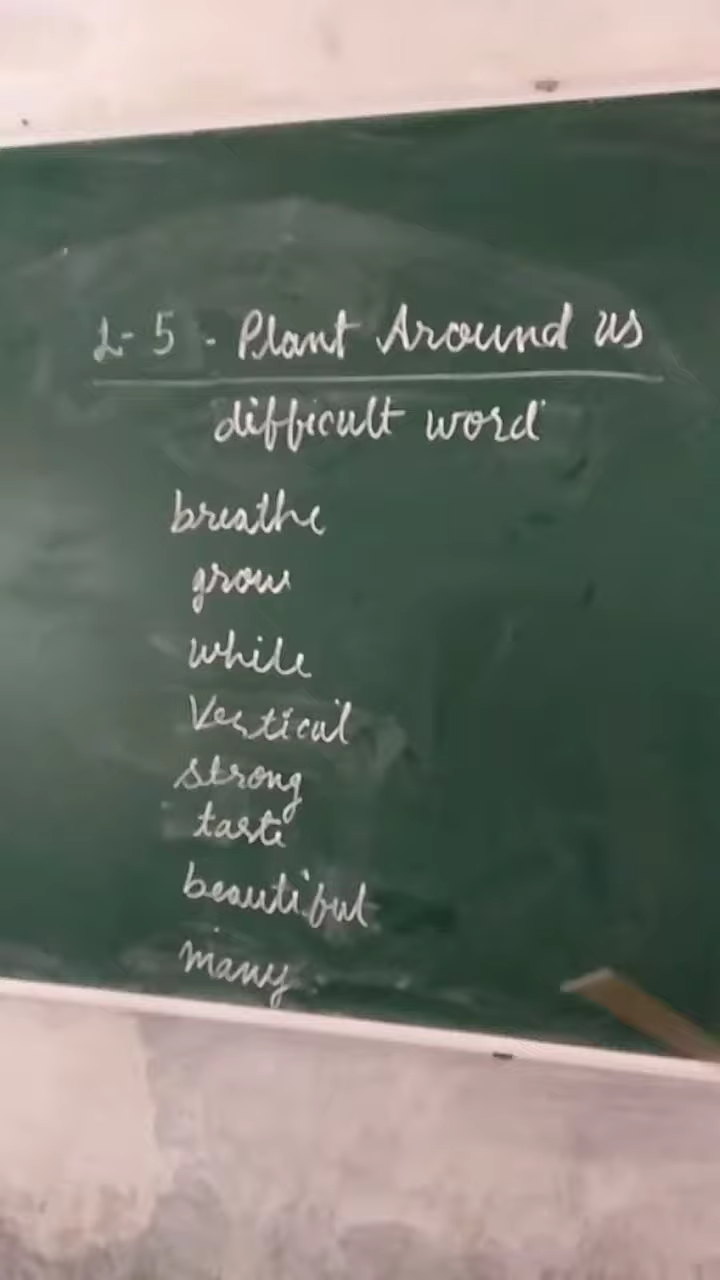 L-5. Plant Around us
difficult word
breathe
grow
while
Vertical
strong
taste
beautiful
many